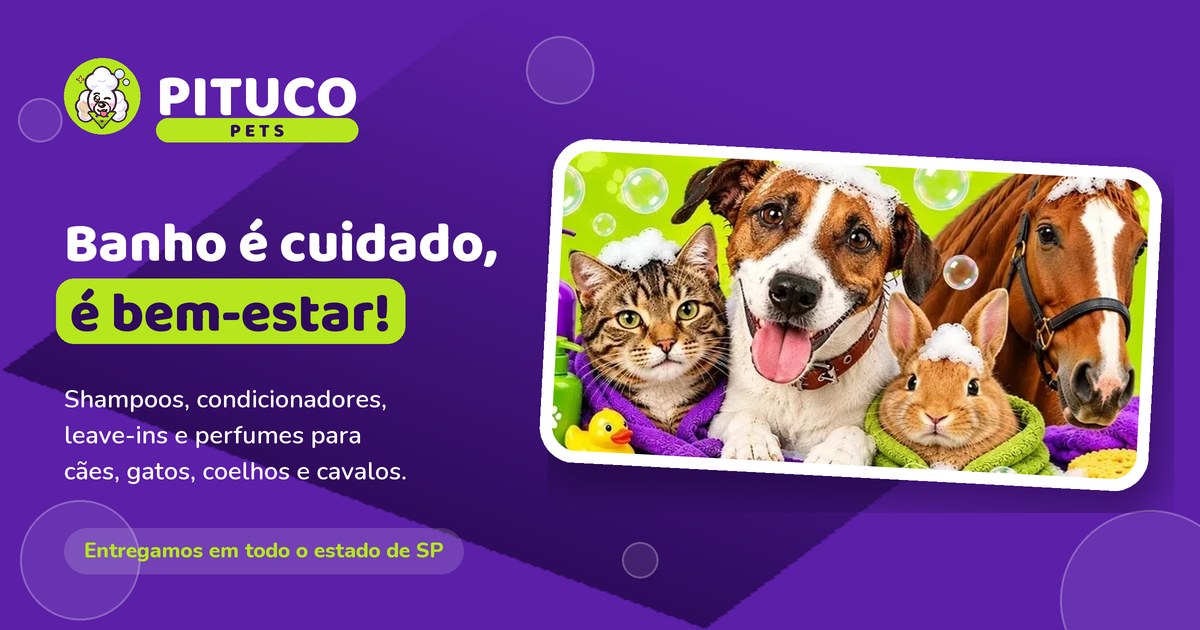 PITUCO
PETS
Banho é cuidado,
é bem-estar!
Shampoos, condicionadores,
leave-ins e perfumes para
cães, gatos, coelhos e cavalos.
Entregamos em todo o estado de SP